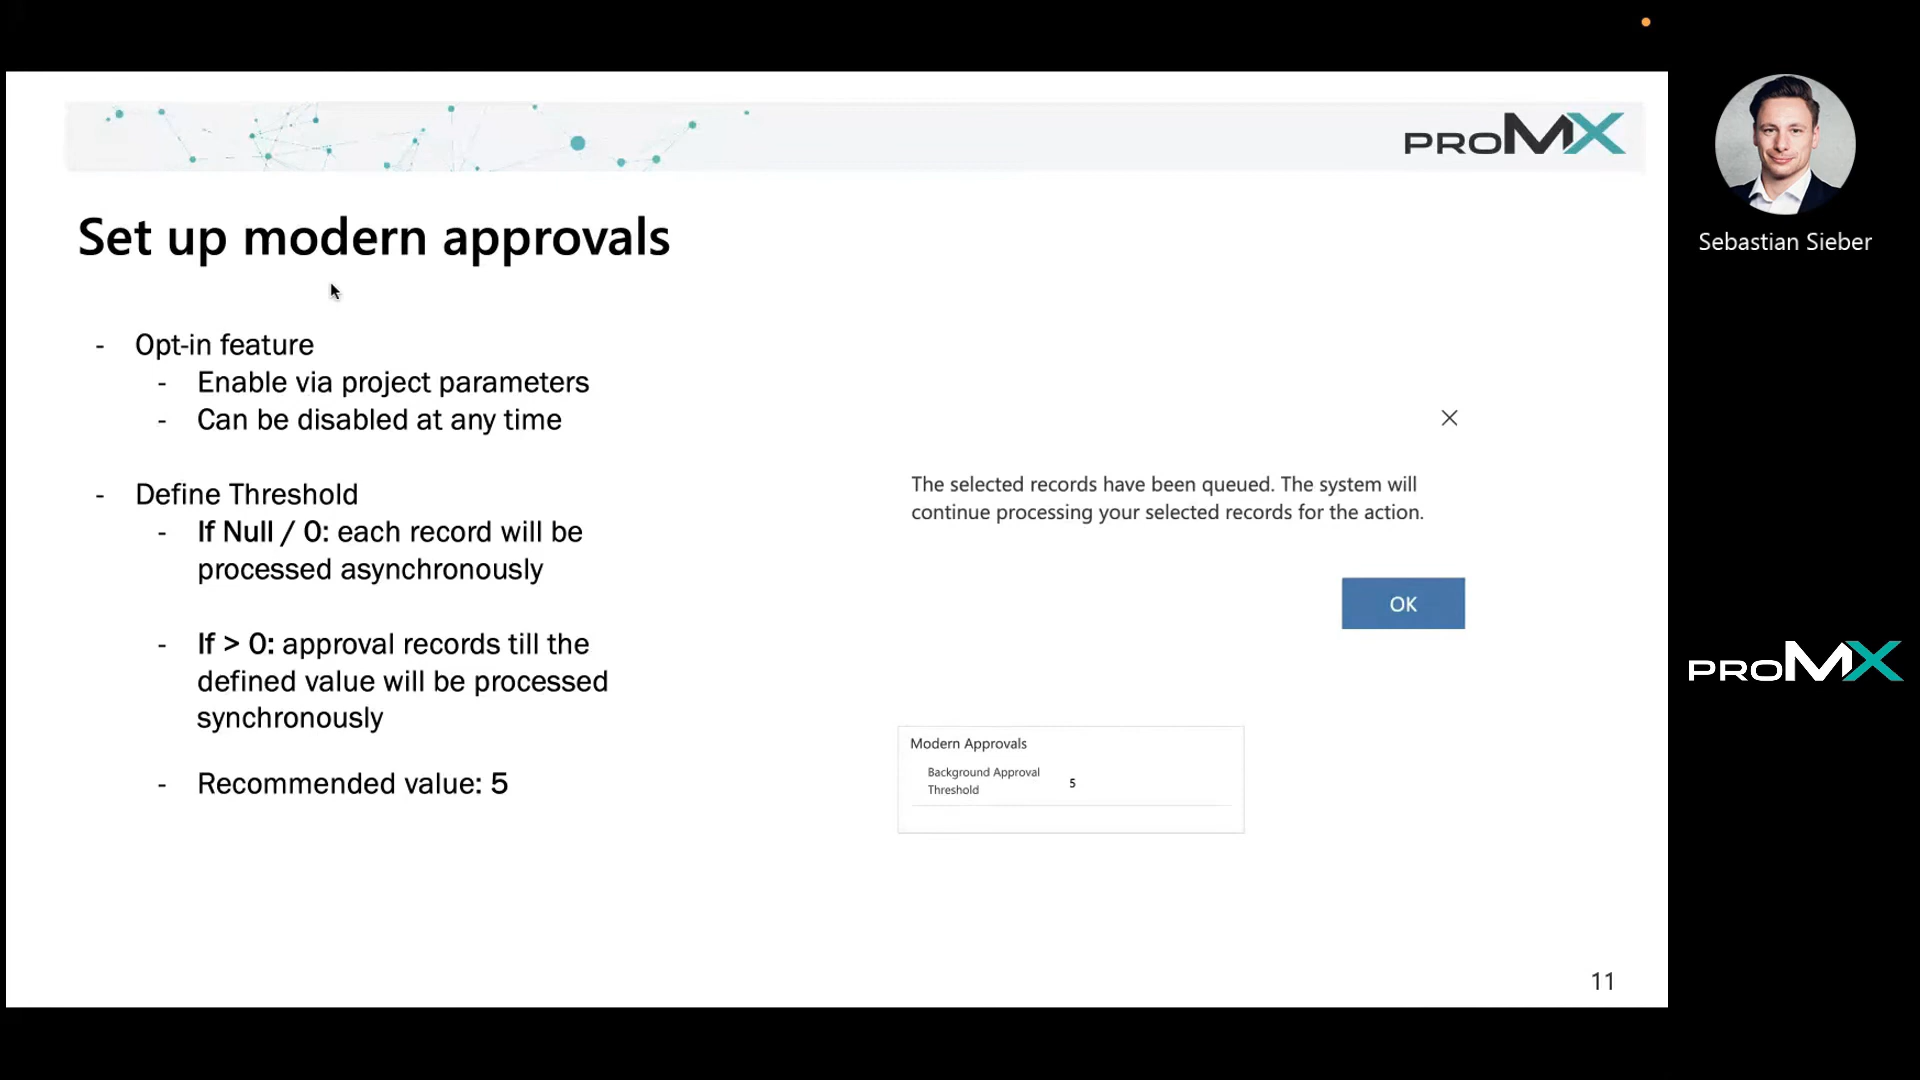 PROMX
Set up modern approvals
- Opt-in feature
- Enable via project parameters
- Can be disabled at any time
- Define Threshold
- If Null / 0: each record will be
processed asynchronously
- If > 0: approval records till the
defined value will be processed
synchronously
- Recommended value: 5
The selected records have been queued. The system will
continue processing your selected records for the action.
OK
Modern Approvals
Background Approval
Threshold
5
11
Sebastian Sieber
PROMX